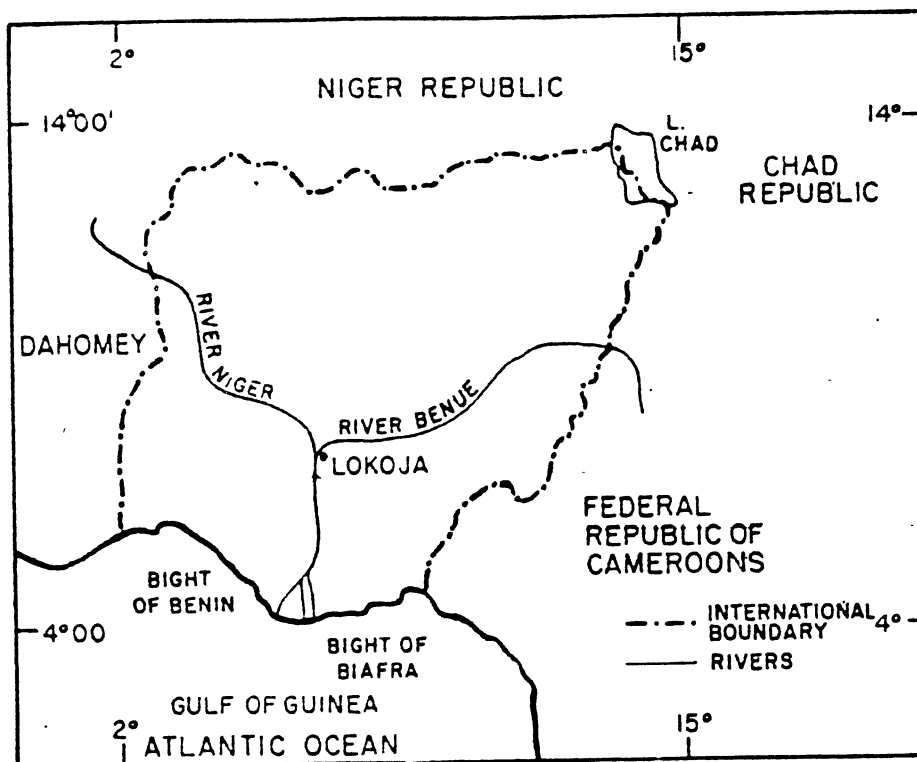 2°
15°
NIGER REPUBLIC
14°00'
14°
L.
CHAD
CHAD
REPUBLIC
RIVER NIGER
DAHOMEY
RIVER BENUE
LOKOJA
FEDERAL
REPUBLIC OF
CAMEROONS
BIGHT
OF BENIN
INTERNATIONAL
BOUNDARY
4°00
4°
BIGHT OF
BIAFRA
RIVERS
GULF OF GUINEA
2°
15°
ATLANTIC OCEAN